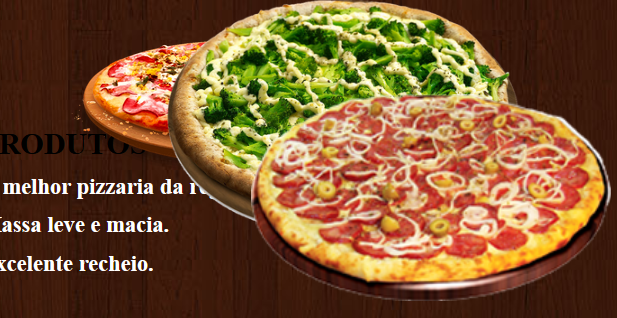 RODUTOS
melhor pizzaria da
assa leve e macia.
xcelente recheio.